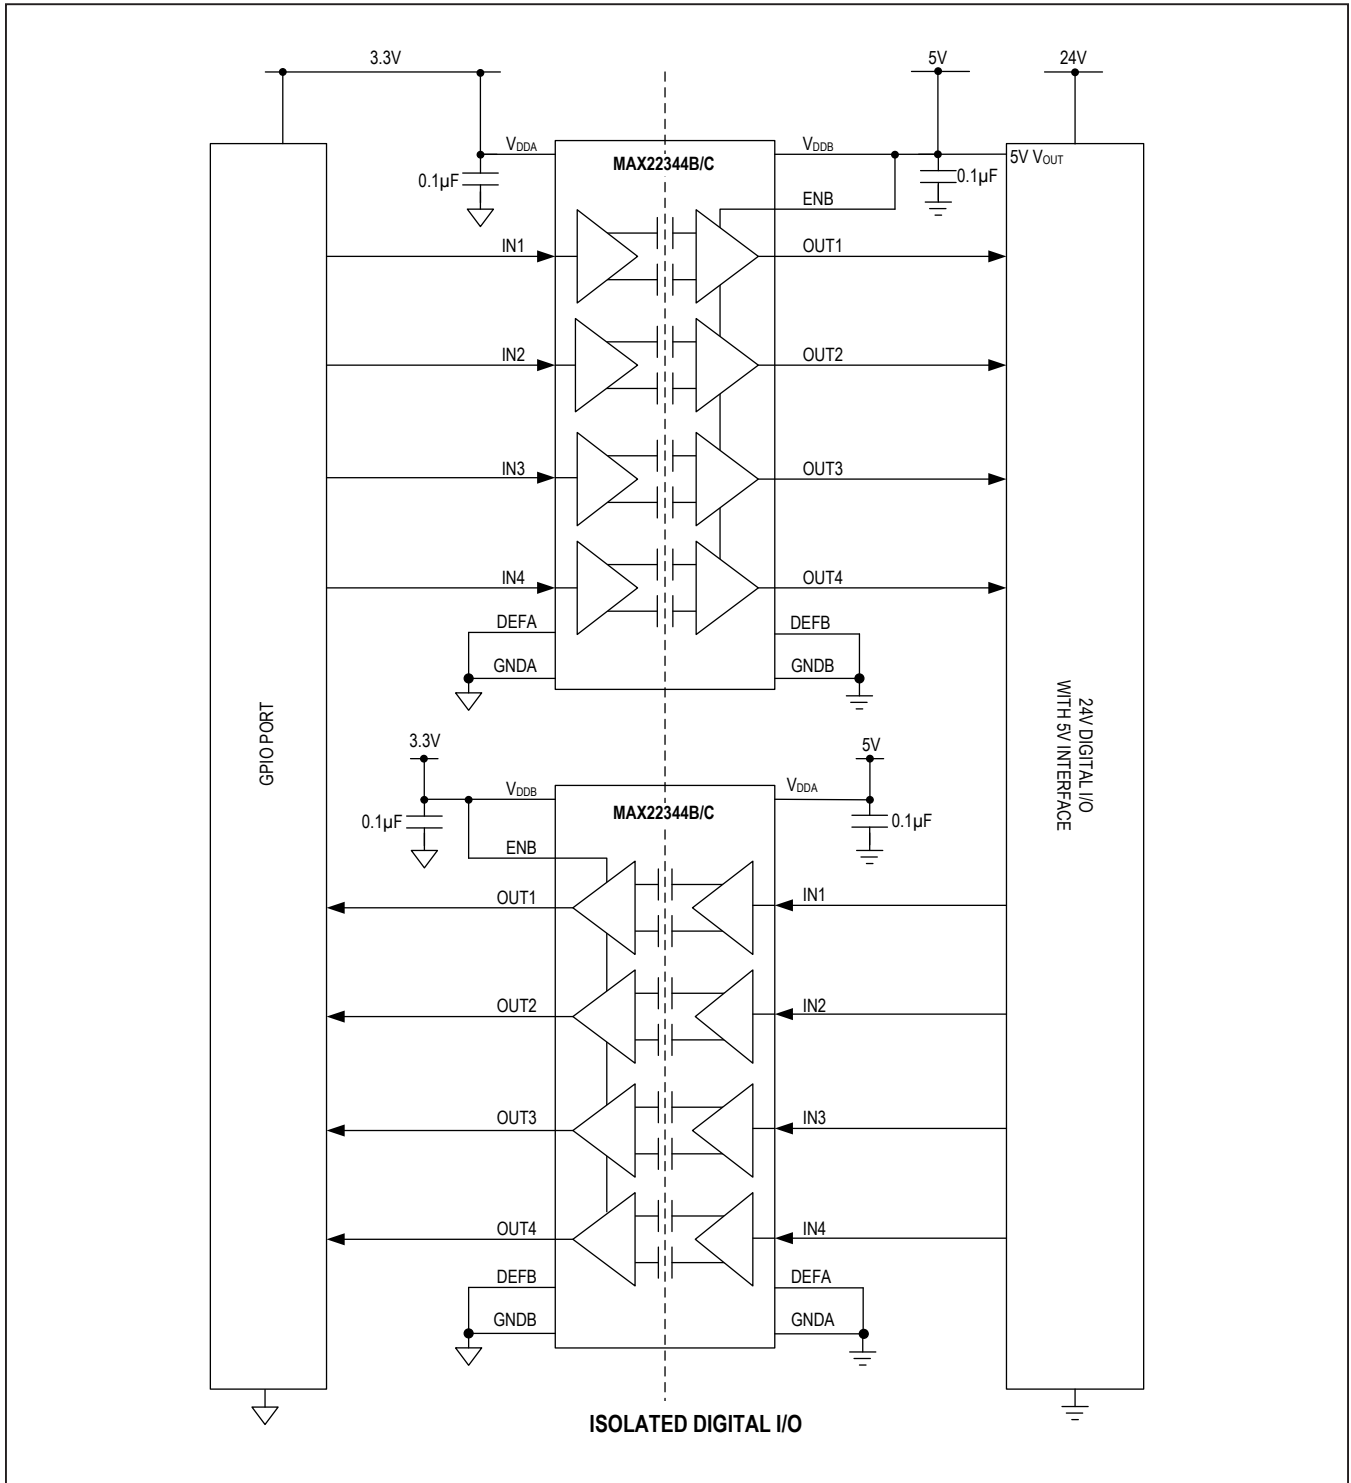 3.3V
5V
24V
VDDA
MAX22344B/C
VDDB
5V VOUT
0.1µF
0.1µF
ENB
IN1
OUT1
IN2
OUT2
IN3
OUT3
IN4
OUT4
DEFA
DEFB
GNDA
GNDB
GPIO PORT
24V DIGITAL I/O
WITH 5V INTERFACE
3.3V
5V
VDDB
MAX22344B/C
VDDA
0.1µF
0.1µF
ENB
OUT1
IN1
OUT2
IN2
OUT3
IN3
OUT4
IN4
DEFB
DEFA
GNDB
GNDA
ISOLATED DIGITAL I/O